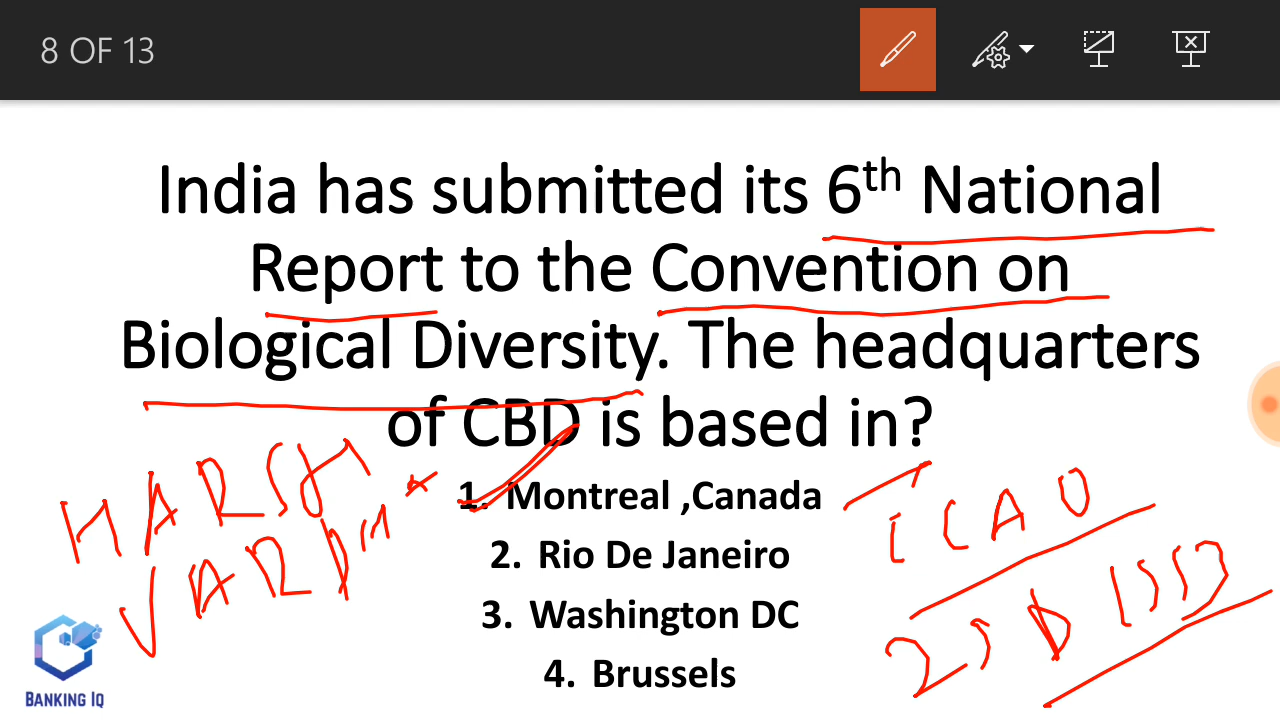 8 OF 13
India has submitted its 6th National
Report to the Convention on
Biological Diversity. The headquarters
of CBD is based in?
1. Montreal ,Canada
2. Rio De Janeiro
3. Washington DC
4. Brussels
HARSH
VARDHA
ICAO
BANKING IQ